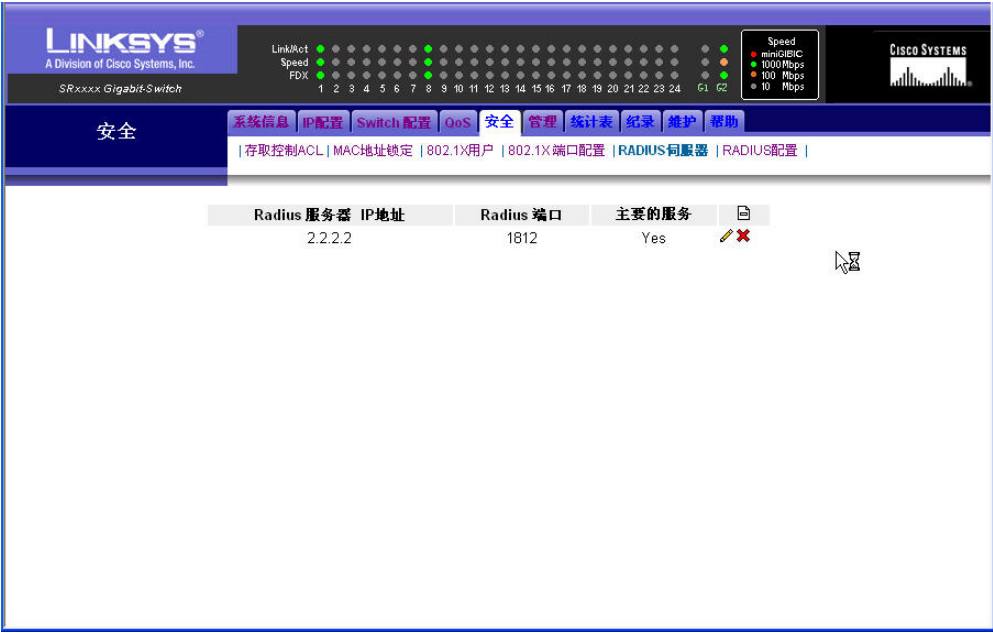 LINKSYS®
A Division of Cisco Systems, Inc.
SRxxxx Gigabit-Switch
Link/Act
Speed
FDX
1 2 3 4 5 6 7 8 9 10 11 12 13 14 15 16 17 18 19 20 21 22 23 24 G1 G2
Speed
miniGIBIC
1000Mbps
100 Mbps
10 Mbps
CISCO SYSTEMS
安全
系统信息 IP配置 Switch 配置 QoS 安全 管理 统计表 纪录 维护 帮助
|存取控制ACL | MAC地址锁定 | 802.1X用户 | 802.1X 端口配置 | RADIUS伺服器 | RADIUS配置 |
Radius 服务器 IP地址 Radius 端口 主要的服务
2.2.2.2 1812 Yes